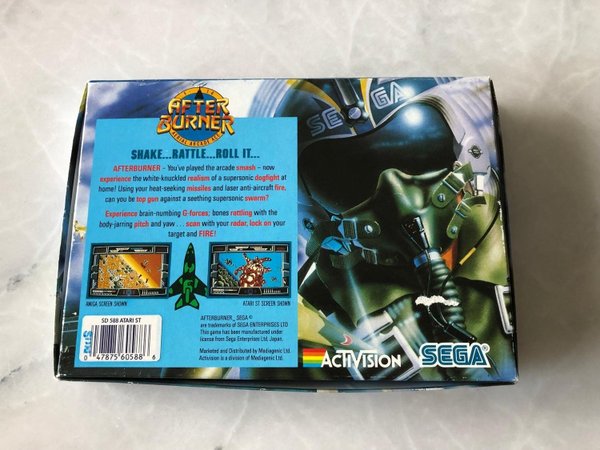 AFTER
BURNER
SEGA
SHAKE...RATTLE...ROLL IT...
AFTERBURNER – You've played the arcade smash – now
experience the white-knuckled realism of a supersonic dogfight at
home! Using your heat-seeking missiles and laser anti-aircraft fire,
can you be top gun against a seething supersonic swarm?
Experience brain-numbing G-forces; bones rattling with the
body-jarring pitch and yaw . . . scan with your radar, lock on your
target and FIRE!
AMIGA SCREEN SHOWN
ATARI ST SCREEN SHOWN
SD 588 ATARI ST
0 47875 60588 6
AFTERBURNER, SEGA ©
are trademarks of SEGA ENTERPRISES LTD
This game has been manufactured under
license from Sega Enterprises Ltd, Japan.
Marketed and Distributed by Mediagenic Ltd.
Activision is a division of Mediagenic Ltd.
ACTIVISION
SEGA®